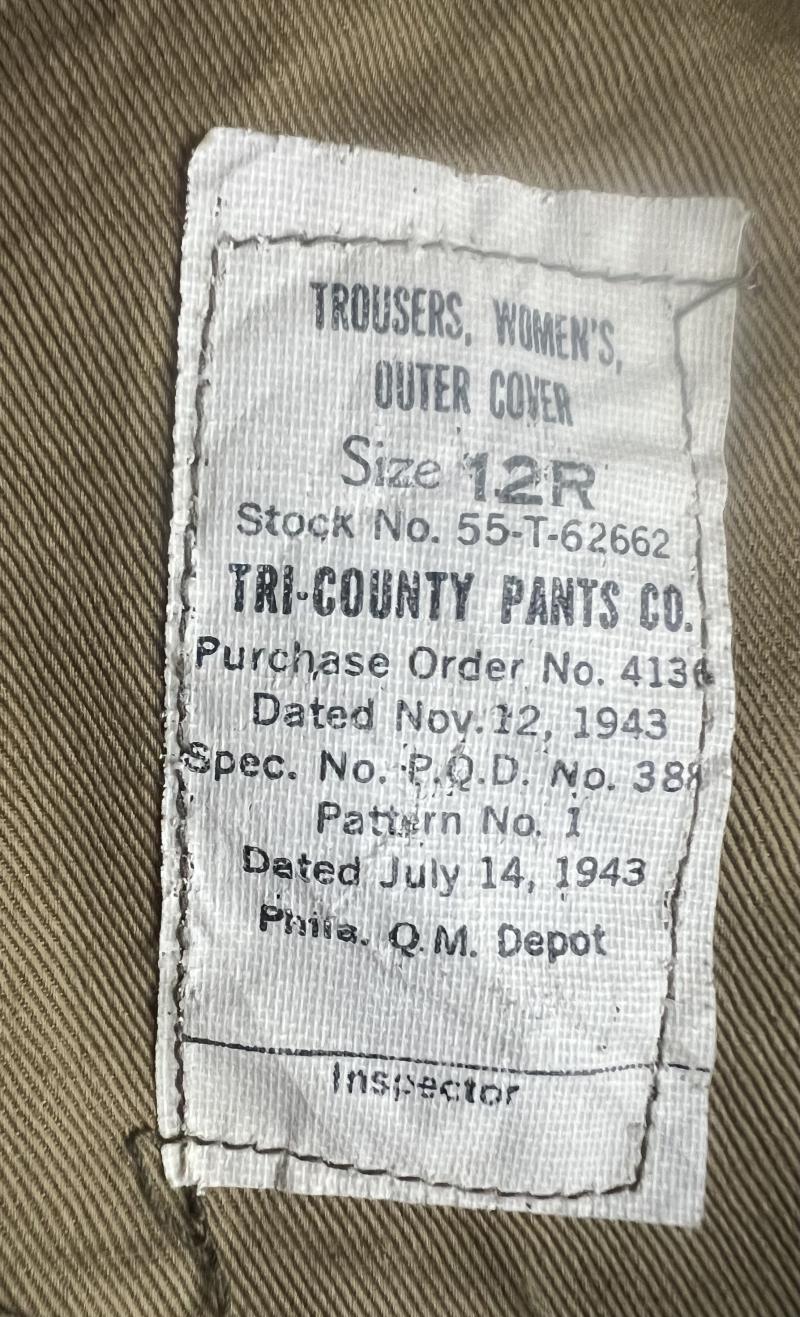 TROUSERS, WOMEN'S,
OUTER COVER
Size 12R
Stock No. 55-T-62662
TRI-COUNTY PANTS CO.
Purchase Order No.
Dated Nov. 12, 1943
Spec. No. P.Q.D. No.
Pattern No. 1
Dated July 14, 1943
Phila. Q.M. Depot
Inspector